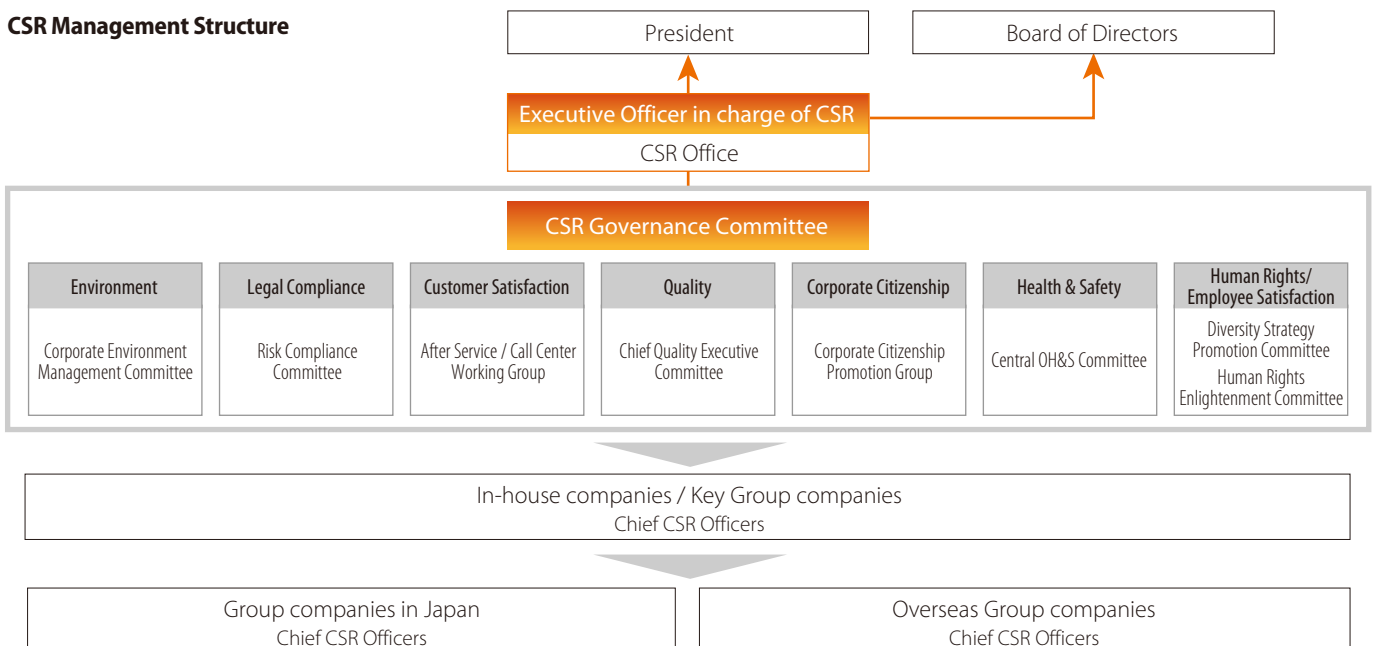 CSR Management Structure
President
Board of Directors
Executive Officer in charge of CSR
CSR Office
CSR Governance Committee
Environment
Corporate Environment
Management Committee
Legal Compliance
Risk Compliance
Committee
Customer Satisfaction
After Service / Call Center
Working Group
Quality
Chief Quality Executive
Committee
Corporate Citizenship
Corporate Citizenship
Promotion Group
Health & Safety
Central OH&S Committee
Human Rights/
Employee Satisfaction
Diversity Strategy
Promotion Committee
Human Rights
Enlightenment Committee
In-house companies / Key Group companies
Chief CSR Officers
Group companies in Japan
Chief CSR Officers
Overseas Group companies
Chief CSR Officers